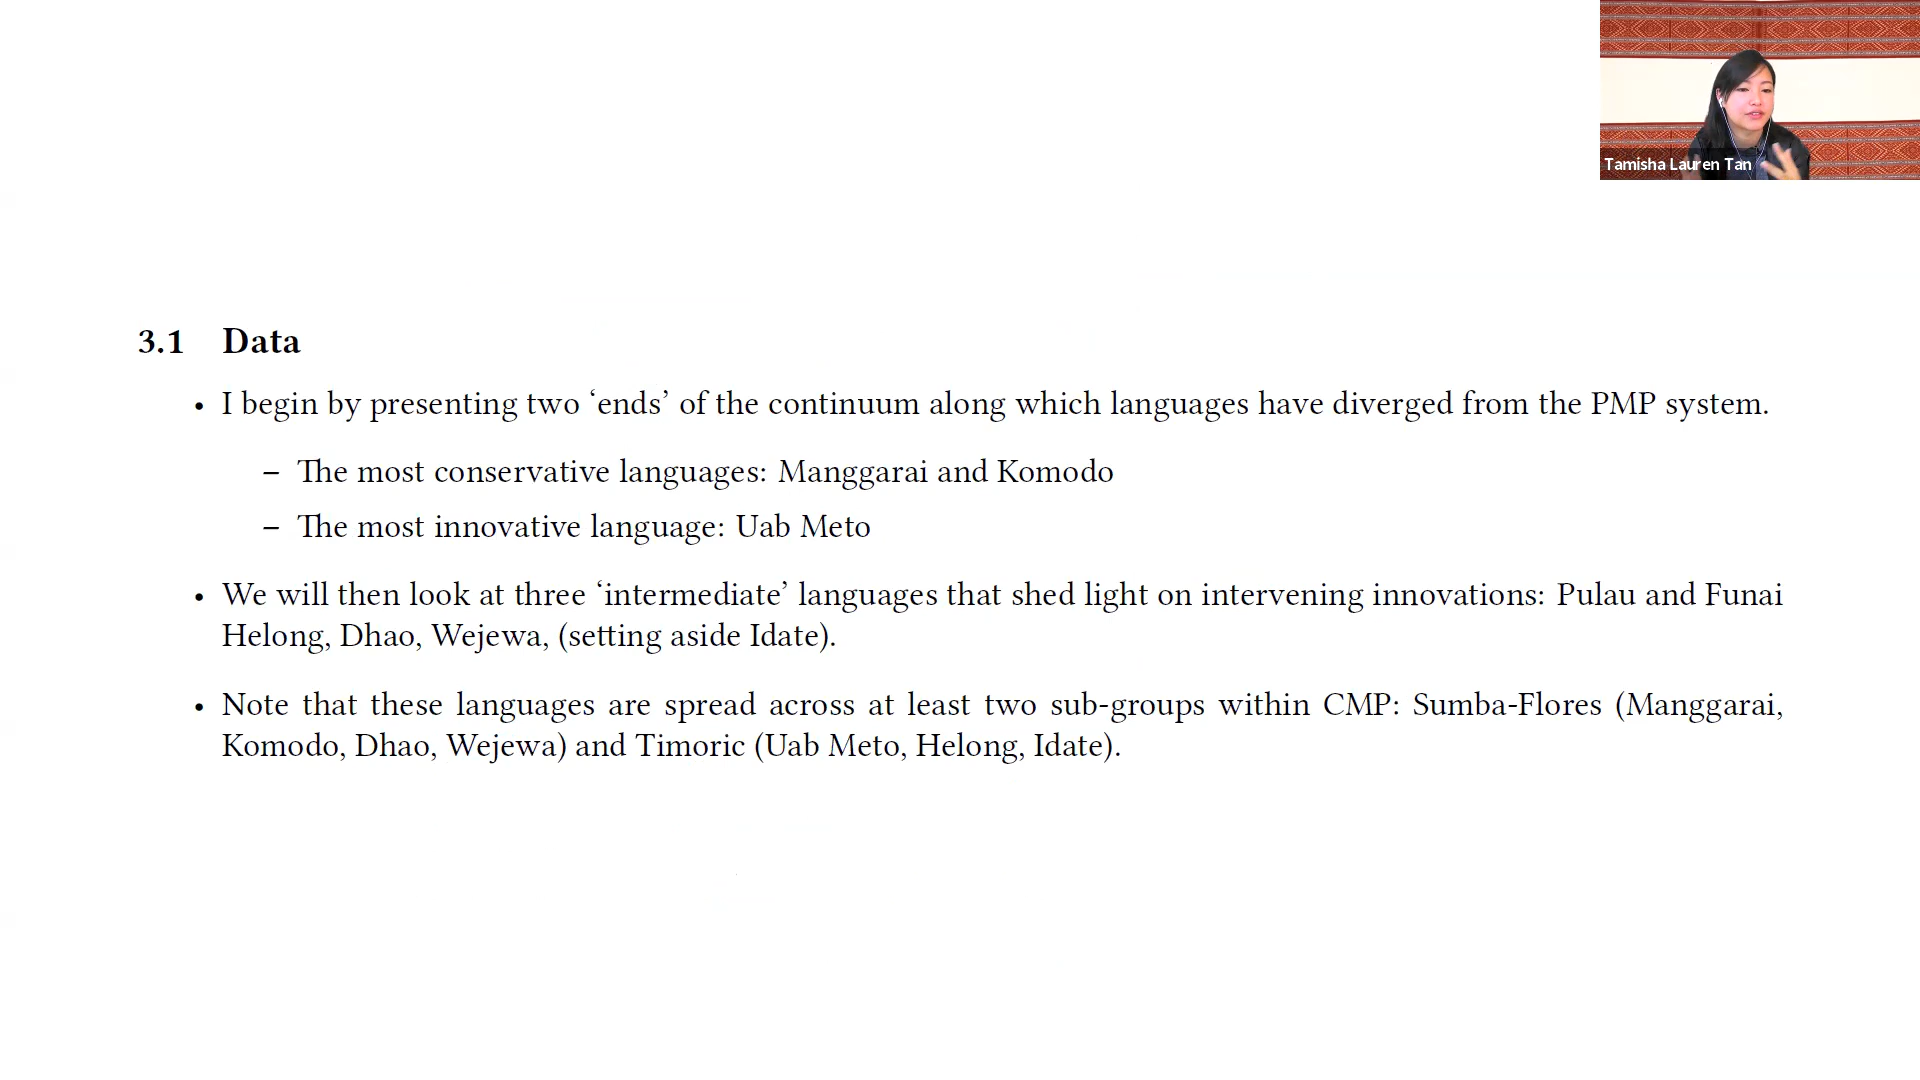 Tamisha Lauren Tan
3.1 Data
• I begin by presenting two ‘ends’ of the continuum along which languages have diverged from the PMP system.
– The most conservative languages: Manggarai and Komodo
– The most innovative language: Uab Meto
• We will then look at three ‘intermediate’ languages that shed light on intervening innovations: Pulau and Funai
Helong, Dhao, Wejewa, (setting aside Idate).
• Note that these languages are spread across at least two sub-groups within CMP: Sumba-Flores (Manggarai,
Komodo, Dhao, Wejewa) and Timoric (Uab Meto, Helong, Idate).